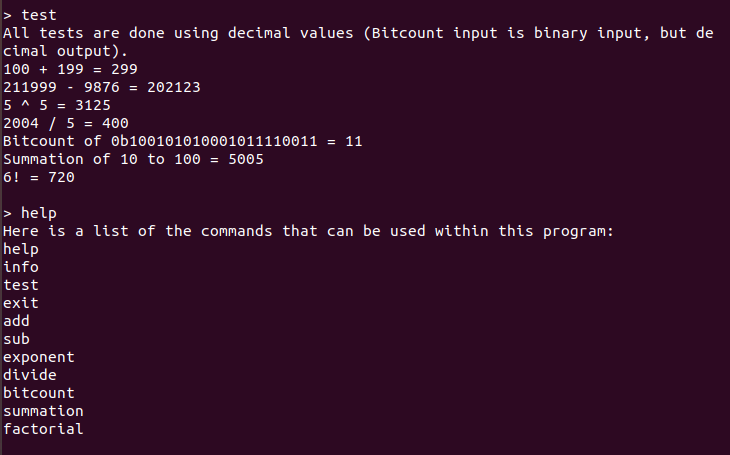 > test
All tests are done using decimal values (Bitcount input is binary input, but de
cimal output).
100 + 199 = 299
211999 - 9876 = 202123
5 ^ 5 = 3125
2004 / 5 = 400
Bitcount of 0b100101010001011110011 = 11
Summation of 10 to 100 = 5005
6! = 720
> help
Here is a list of the commands that can be used within this program:
help
info
test
exit
add
sub
exponent
divide
bitcount
summation
factorial